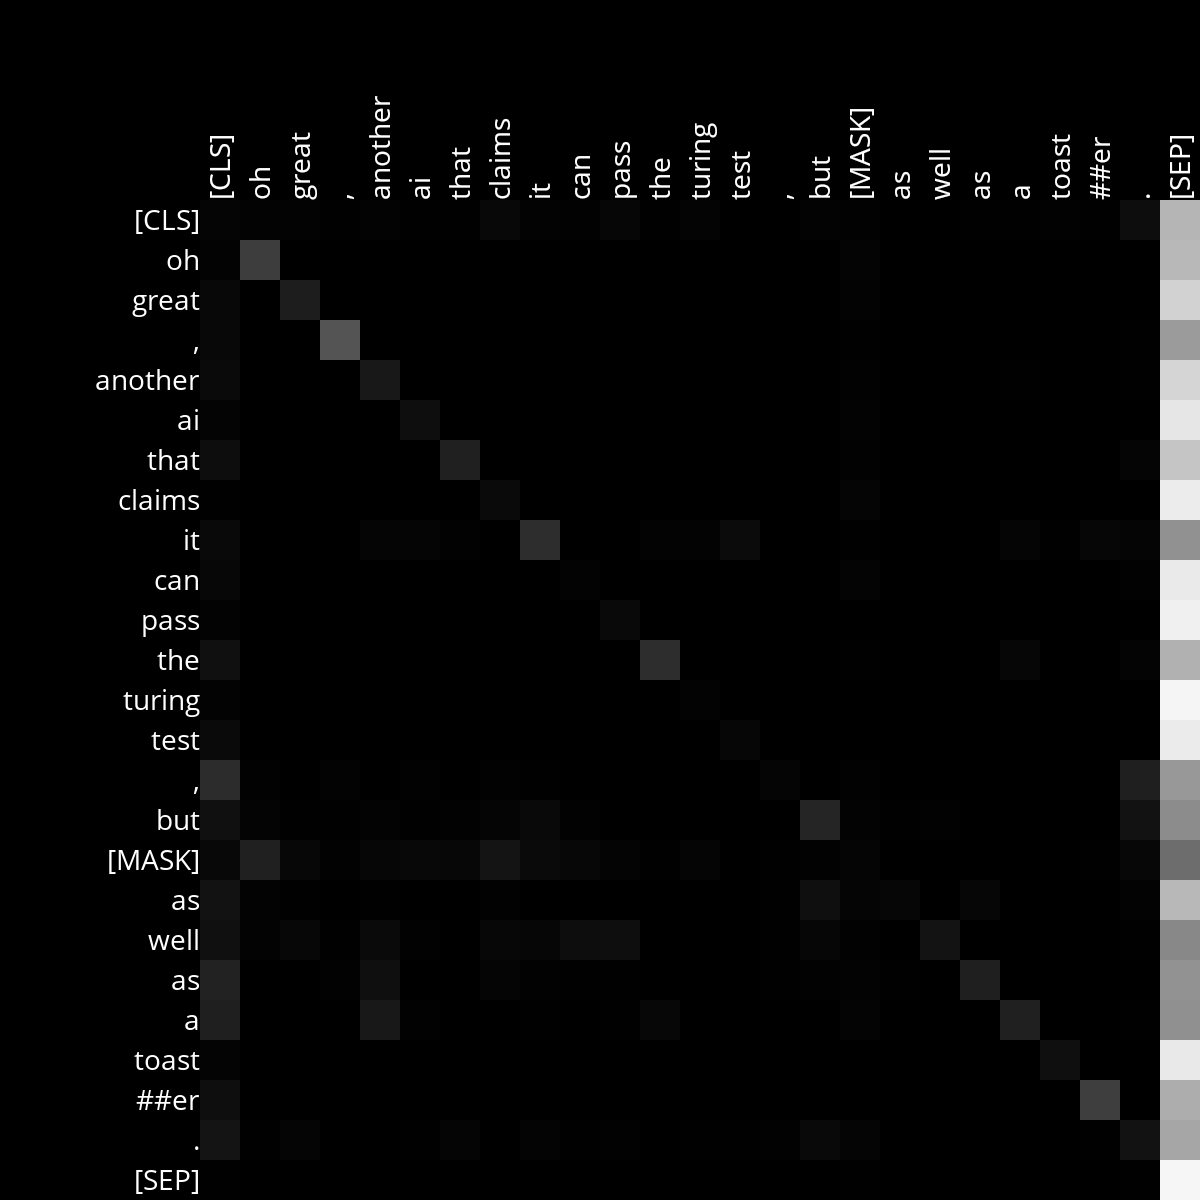 [CLS] oh great , another ai that claims it can pass the turing test , but [MASK] as well as a toast ##er . [SEP]
[CLS]
oh
great
,
another
ai
that
claims
it
can
pass
the
turing
test
,
but
[MASK]
as
well
as
a
toast
##er
.
[SEP]